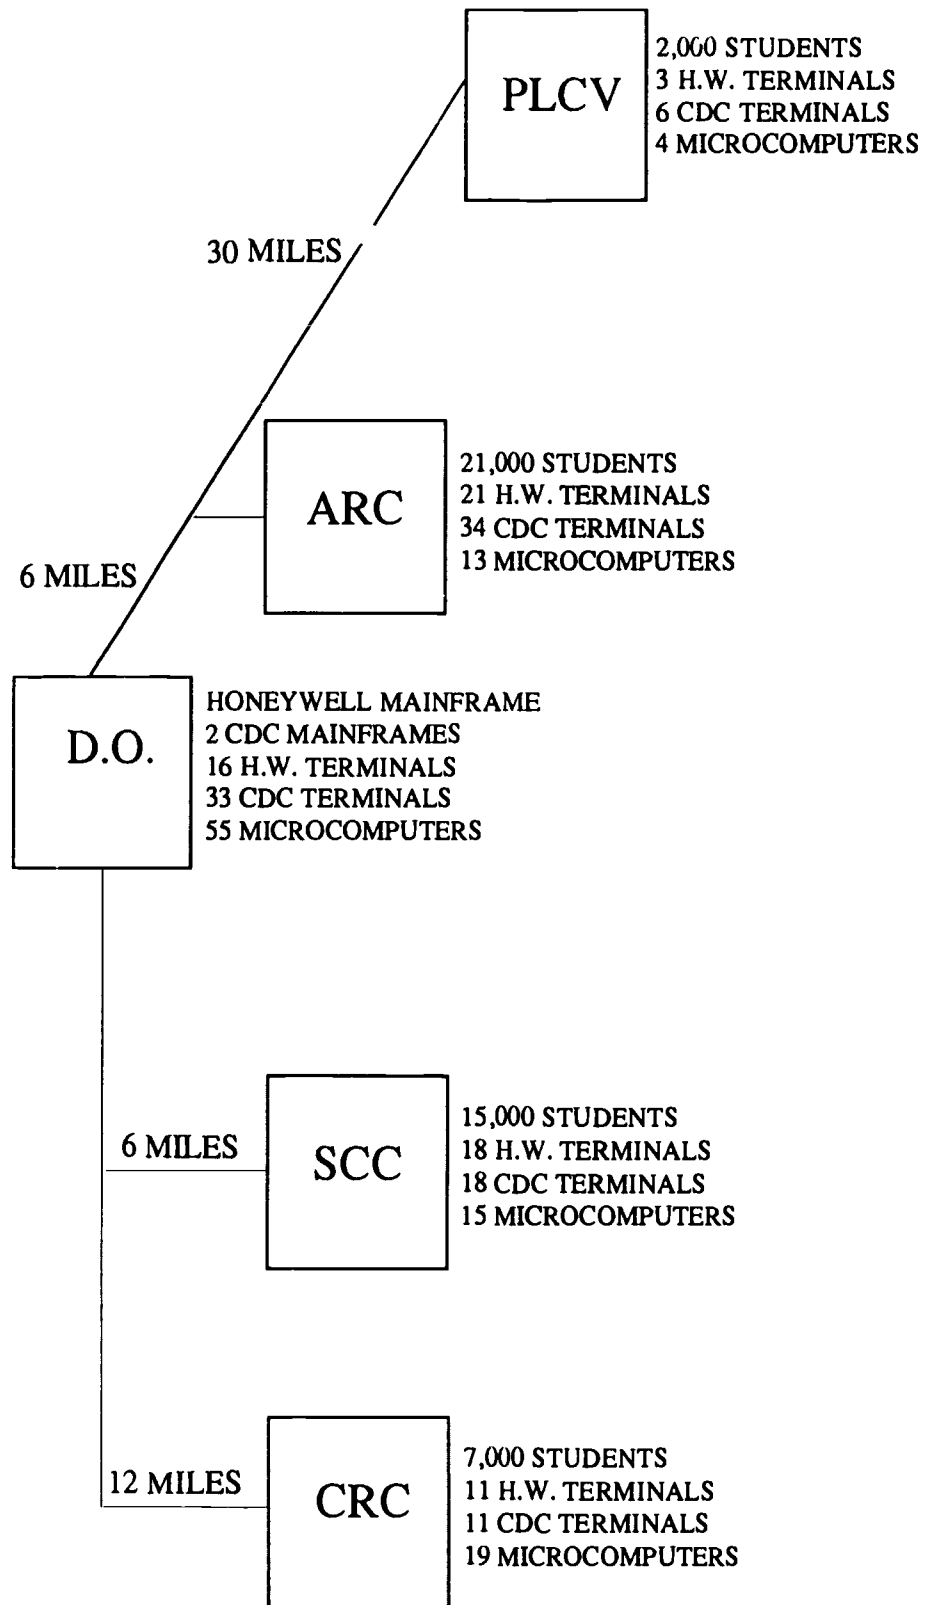 PLCV
2,000 STUDENTS
3 H.W. TERMINALS
6 CDC TERMINALS
4 MICROCOMPUTERS
30 MILES
ARC
21,000 STUDENTS
21 H.W. TERMINALS
34 CDC TERMINALS
13 MICROCOMPUTERS
6 MILES
D.O.
HONEYWELL MAINFRAME
2 CDC MAINFRAMES
16 H.W. TERMINALS
33 CDC TERMINALS
55 MICROCOMPUTERS
6 MILES
SCC
15,000 STUDENTS
18 H.W. TERMINALS
18 CDC TERMINALS
15 MICROCOMPUTERS
12 MILES
CRC
7,000 STUDENTS
11 H.W. TERMINALS
11 CDC TERMINALS
19 MICROCOMPUTERS